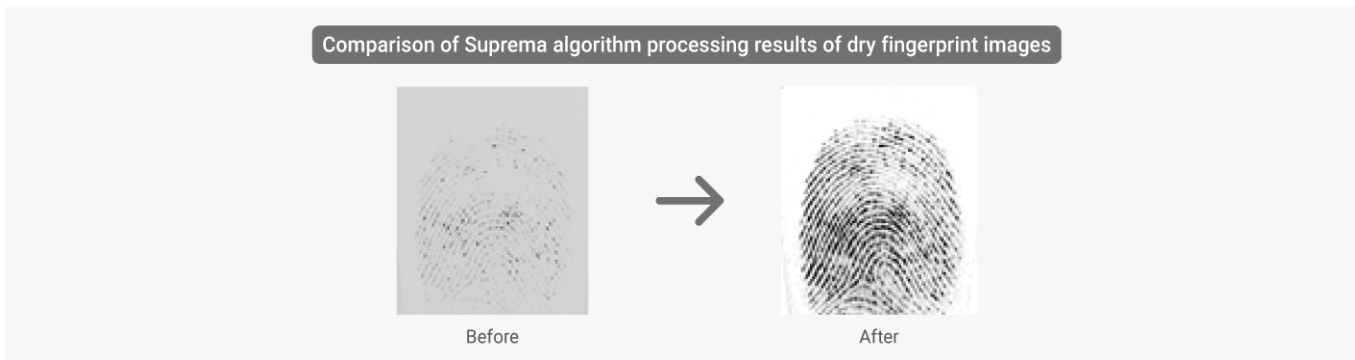 Comparison of Suprema algorithm processing results of dry fingerprint images
Before
After